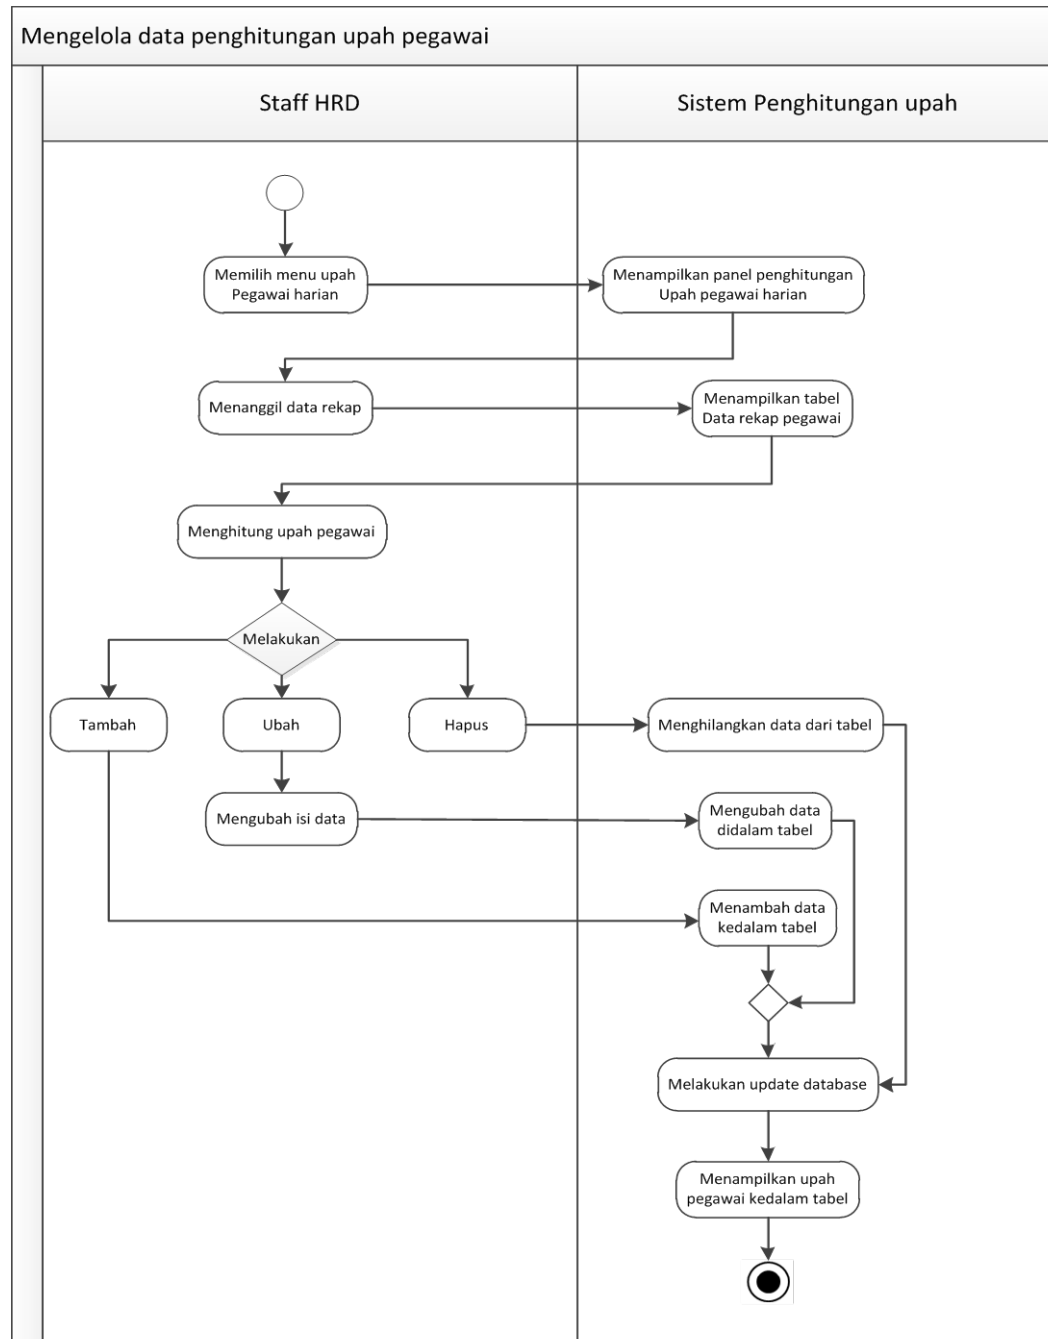 Mengelola data penghitungan upah pegawai
Staff HRD
Sistem Penghitungan upah
Memilih menu upah
Pegawai harian
Menampilkan panel penghitungan
Upah pegawai harian
Menanggil data rekap
Menampilkan tabel
Data rekap pegawai
Menghitung upah pegawai
Melakukan
Tambah
Ubah
Hapus
Menghilangkan data dari tabel
Mengubah isi data
Mengubah data
didalam tabel
Menambah data
kedalam tabel
Melakukan update database
Menampilkan upah
pegawai kedalam tabel